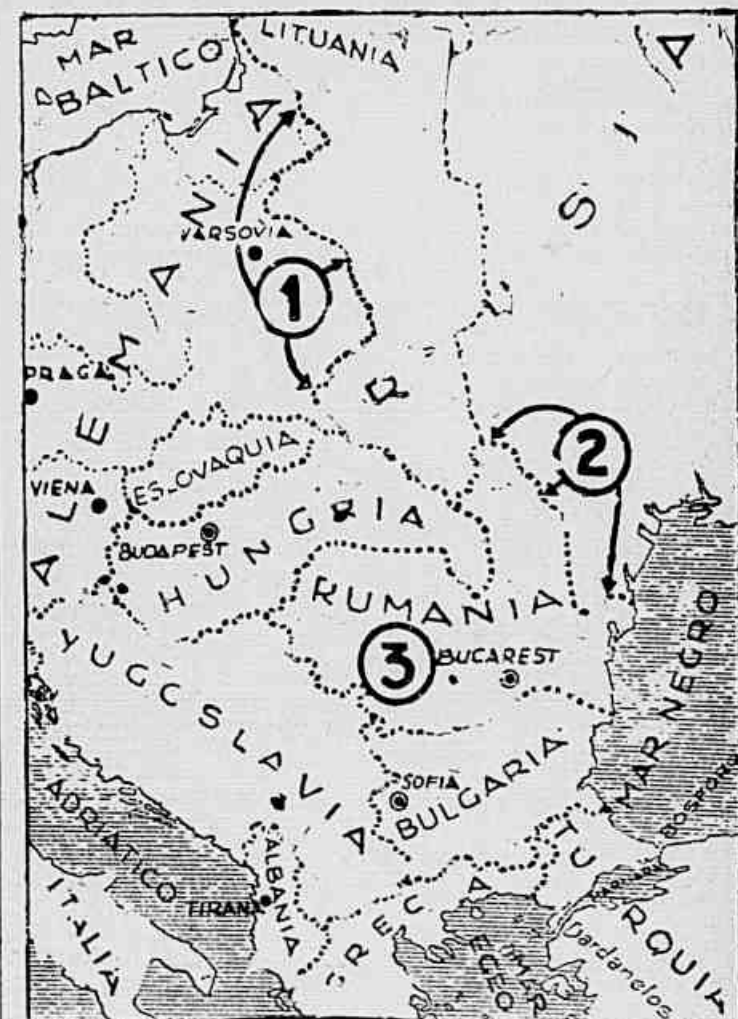 MAR
BALTICO
LITUANIA
ALEMANIA
RUSIA
VARSOVIA
1
PRAGA
ESLOVAQUIA
2
VIENA
BUDAPEST
HUNGRIA
RUMANIA
3
BUCAREST
YUGOSLAVIA
MAR NEGRO
SOFIA
BULGARIA
BOSFORO
ADRIATICO
ALBANIA
TIRANA
ITALIA
GRECIA
TURQUIA
MARMARA
Dardanelos
MAR
EGEO